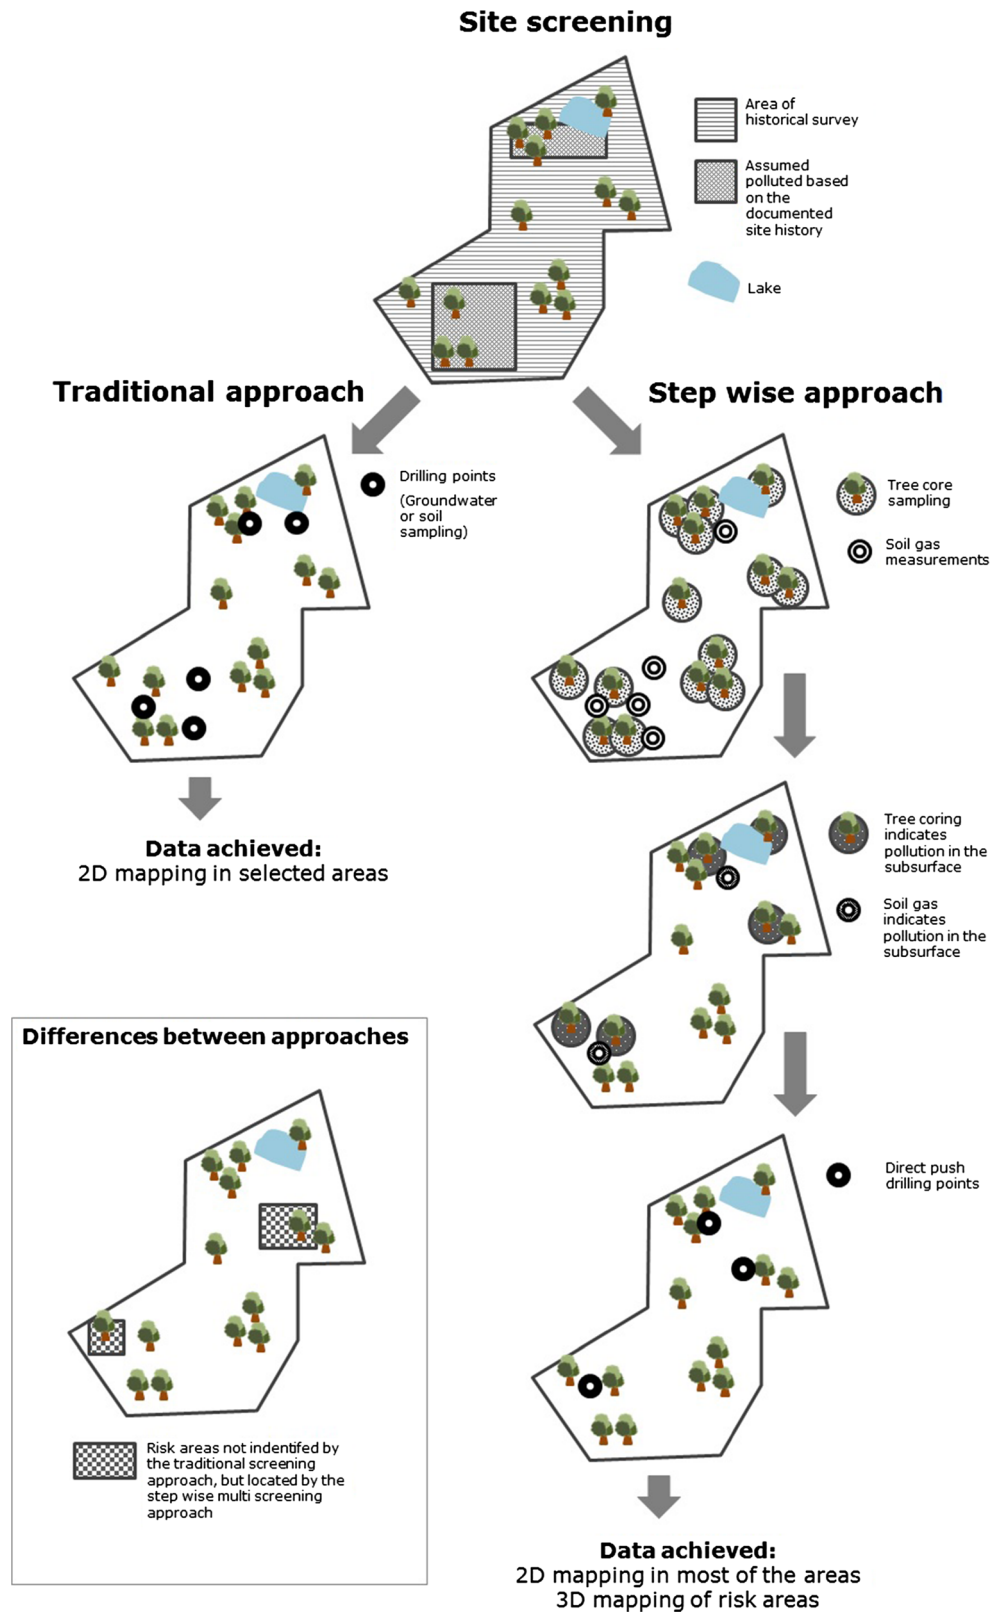 Site screening
Area of
historical survey
Assumed
polluted based
on the
documented
site history
Lake
Traditional approach
Step wise approach
Drilling points
(Groundwater
or soil
sampling)
Tree core
sampling
Soil gas
measurements
Data achieved:
2D mapping in selected areas
Tree coring
indicates
pollution in the
subsurface
Soil gas
indicates
pollution in the
subsurface
Differences between approaches
Risk areas not indentifed by
the traditional screening
approach, but located by the
step wise multi screening
approach
Direct push
drilling points
Data achieved:
2D mapping in most of the areas
3D mapping of risk areas